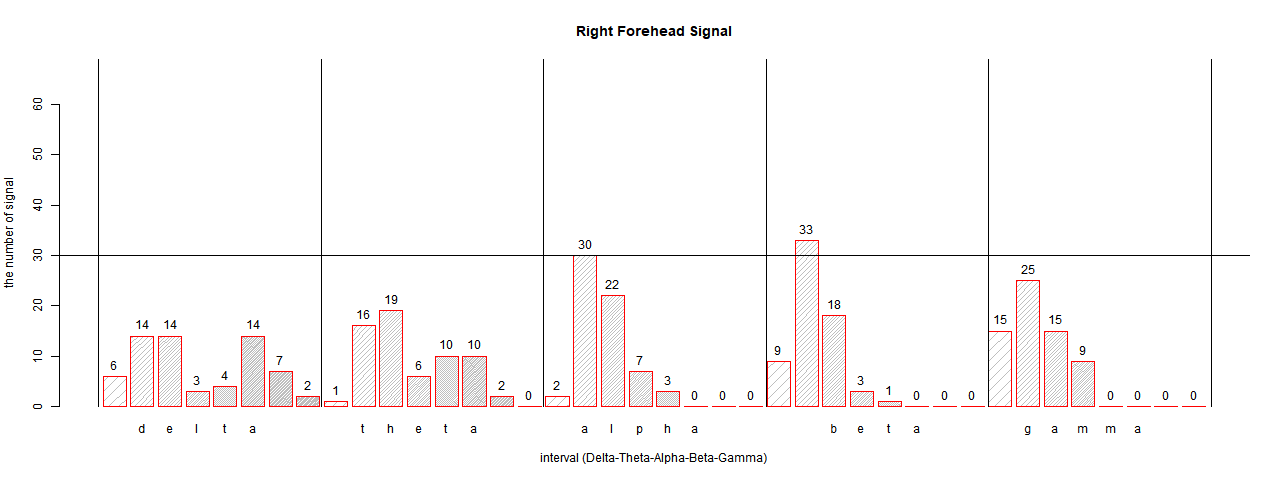 Right Forehead Signal
the number of signal
60
50
40
30
20
10
0
6 14 14 3 4 14 7 2 1 16 19 6 10 10 2 0 2 30 22 7 3 0 0 0 9 33 18 3 1 0 0 0 15 25 15 9 0 0 0 0
d e l t a t h e t a a l p h a b e t a g a m m a
interval (Delta-Theta-Alpha-Beta-Gamma)